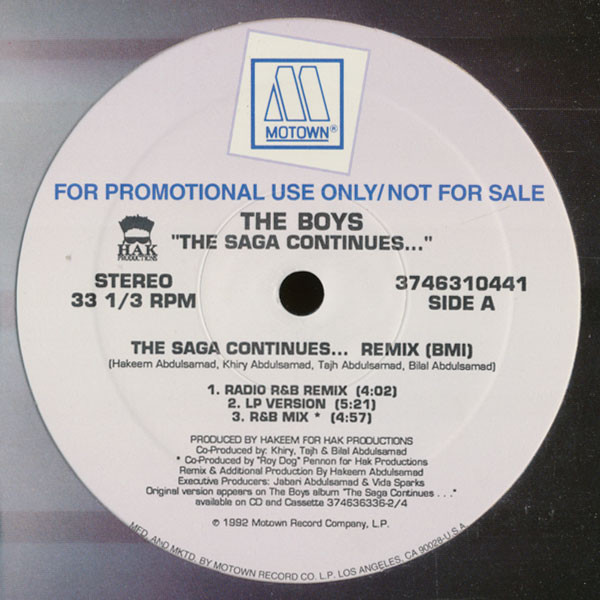 MOTOWN®
FOR PROMOTIONAL USE ONLY/NOT FOR SALE
THE BOYS
"THE SAGA CONTINUES..."
HAK
PRODUCTIONS
STEREO
33 1/3 RPM
3746310441
SIDE A
THE SAGA CONTINUES... REMIX (BMI)
(Hakeem Abdulsamad, Khiry Abdulsamad, Tajh Abdulsamad, Bilal Abdulsamad)
1. RADIO R&B REMIX (4:02)
2. LP VERSION (5:21)
3. R&B MIX * (4:57)
PRODUCED BY HAKEEM FOR HAK PRODUCTIONS
Co-Produced by: Khiry, Tajh & Bilal Abdulsamad
* Co-Produced by "Roy Dog" Pennon for Hak Productions
Remix & Additional Production By Hakeem Abdulsamad
Executive Producers: Jabari Abdulsamad & Vida Sparks
Original version appears on The Boys album "The Saga Continues . . ."
available on CD and Cassette 374636336-2/4
© 1992 Motown Record Company, L.P.
MFD. AND MKTD. BY MOTOWN RECORD CO. L.P. LOS ANGELES, CA 90028-U.S.A.